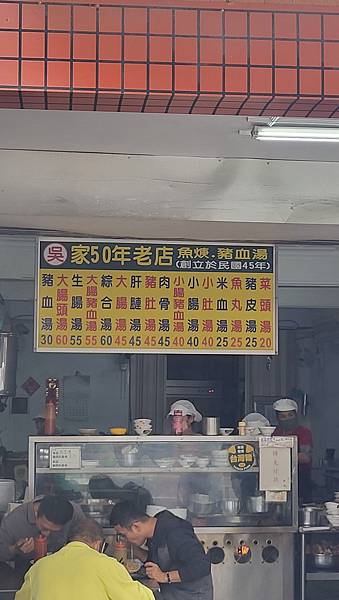 吳家50年老店 魚焿.豬血湯
(創立於民國45年)
豬血湯 30
大腸頭湯 60
生腸湯 55
大腸豬血湯 55
綜合湯 60
大腸湯 45
肝腱湯 45
豬肚湯 45
肉骨湯 45
小腸豬血湯 40
小腸湯 40
小肚湯 40
米血湯 25
魚丸湯 25
豬皮湯 25
菜頭湯 20
台灣